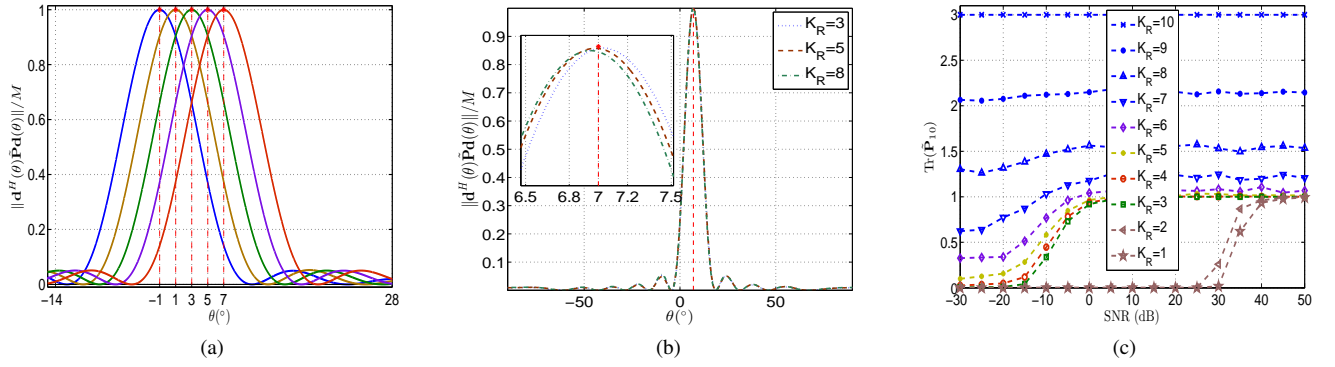 ‖d^H(θ)P̃d(θ)‖/M
1
0.8
0.6
0.4
0.2
0
−14
−1
1
3
5
7
28
θ(°)
(a)
‖d^H(θ)P̃d(θ)‖/M
0.9
0.8
0.7
0.6
0.5
0.4
0.3
0.2
0.1
−50
0
50
θ(°)
6.5
6.8
7
7.2
7.5
K_R=3
K_R=5
K_R=8
(b)
Tr(P̃_10)
3
2.5
2
1.5
1
0.5
0
−30
−20
−10
0
10
20
30
40
50
SNR (dB)
K_R=10
K_R=9
K_R=8
K_R=7
K_R=6
K_R=5
K_R=4
K_R=3
K_R=2
K_R=1
(c)